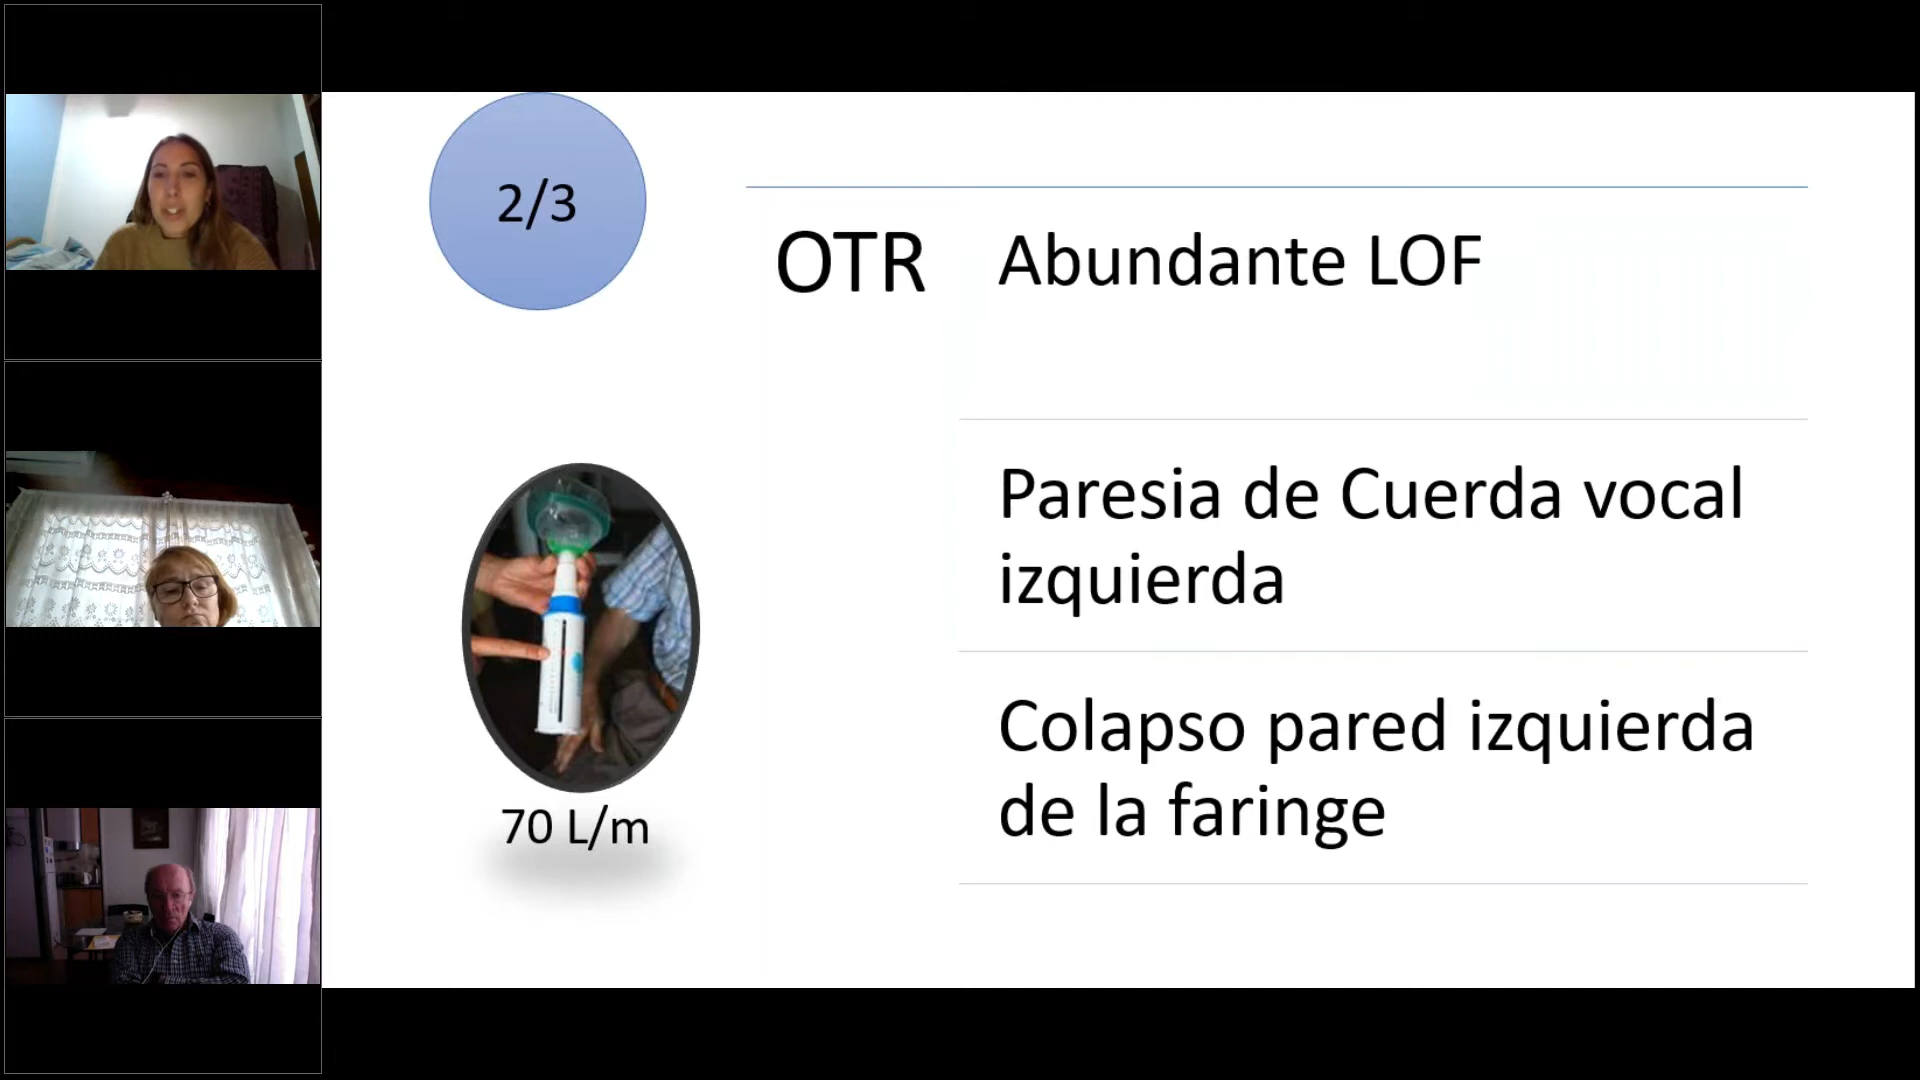 2/3
OTR
Abundante LOF
Paresia de Cuerda vocal
izquierda
Colapso pared izquierda
de la faringe
70 L/m